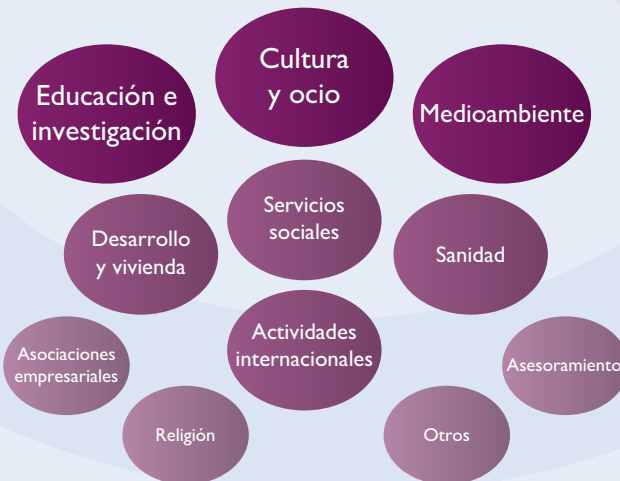 Cultura
y ocio
Educación e
investigación
Medioambiente
Servicios
sociales
Desarrollo
y vivienda
Sanidad
Actividades
internacionales
Asociaciones
empresariales
Asesoramiento
Religión
Otros